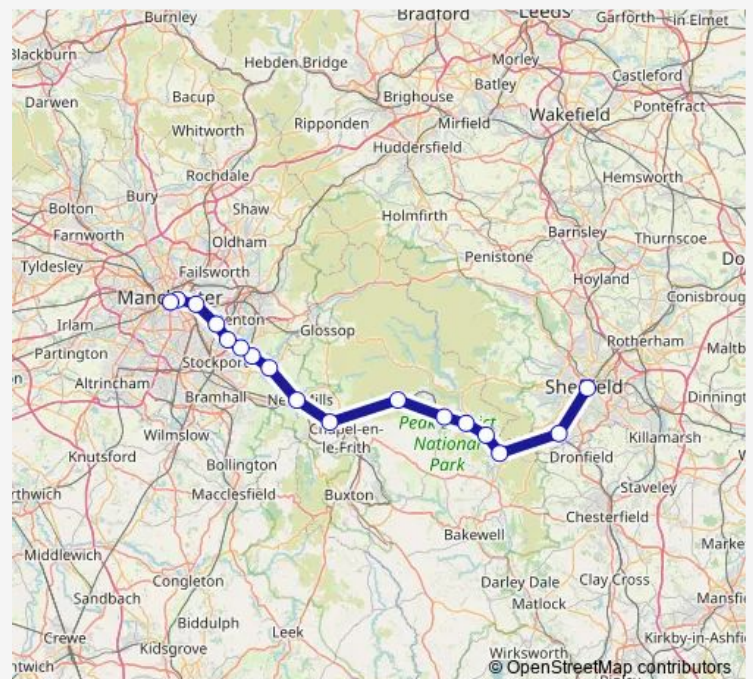 Burnley
Bradford
Leeds
Garforth
in Elmet
Blackburn
Hebden Bridge
Morley
Castleford
Darwen
Bacup
Brighouse
Batley
Pontefract
Whitworth
Ripponden
Mirfield
Wakefield
Huddersfield
Rochdale
Hemsworth
Bury
Bolton
Shaw
Holmfirth
Barnsley
Farnworth
Oldham
Penistone
Thurnscoe
Tyldesley
Failsworth
Hoyland
Do
Conisbroug
Irlam
Glossop
Rotherham
Partington
Maltb
Altrincham
Stockport
Sheffield
Bramhall
New Mills
Dinningt
Wilmslow
Chapel-en-
le-Frith
Peak District
National
Park
Killamarsh
Knutsford
Bollington
Dronfield
rthwich
Macclesfield
Buxton
Staveley
Chesterfield
Bakewell
Marke
Middlewich
Congleton
Darley Dale
Clay Cross
Sandbach
Matlock
Mansfi
Biddulph
Crewe
Leek
Kirkby-in-Ashfi
Kidsgrove
Wirksworth
ntwich
© OpenStreetMap contributors